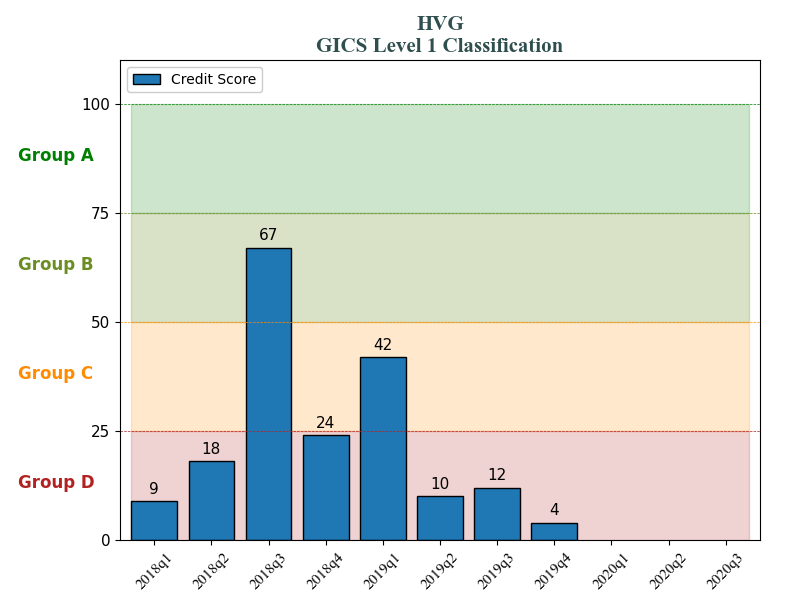 HVG
GICS Level 1 Classification
Credit Score
100
Group A
75
67
Group B
50
42
Group C
25
24
18
Group D
9
10
12
4
0
2018q1 2018q2 2018q3 2018q4 2019q1 2019q2 2019q3 2019q4 2020q1 2020q2 2020q3